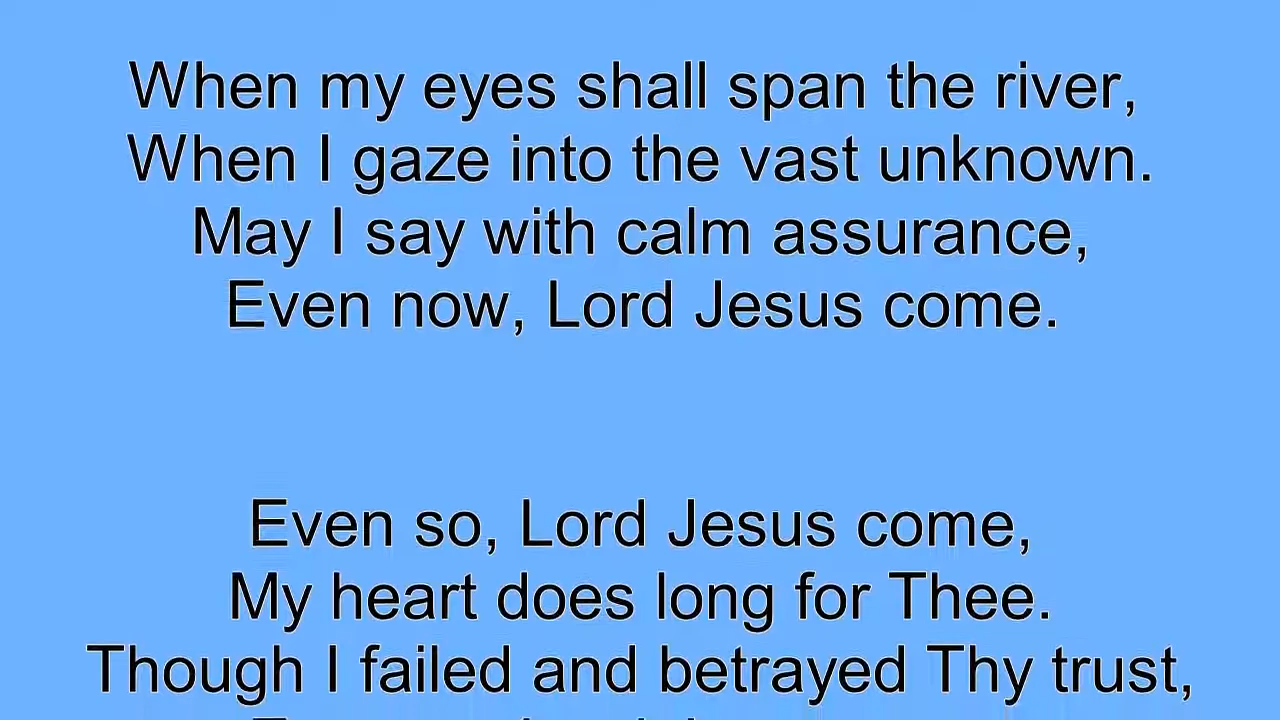 When my eyes shall span the river,
When I gaze into the vast unknown.
May I say with calm assurance,
Even now, Lord Jesus come.
Even so, Lord Jesus come,
My heart does long for Thee.
Though I failed and betrayed Thy trust,